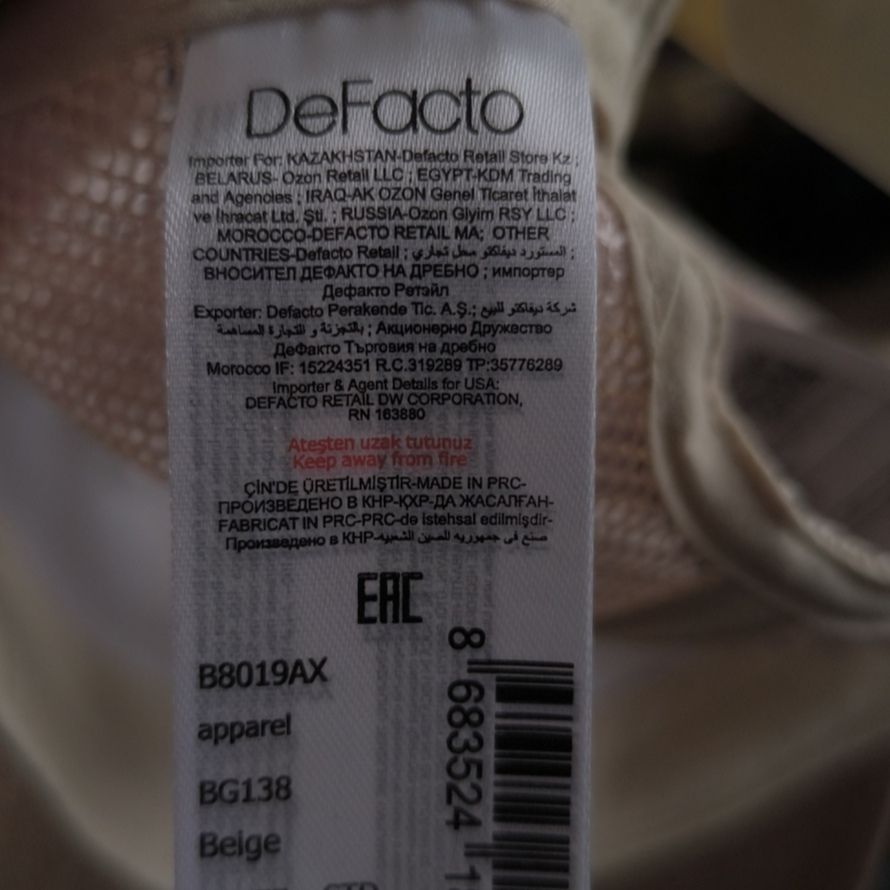 DeFacto
Importer For: KAZAKHSTAN-Defacto Retail Store Kz ;
BELARUS- Ozon Retail LLC ; EGYPT-KDM Trading
and Agencies ; IRAQ-AK OZON Genel Ticaret İthalat
ve İhracat Ltd. Şti. ; RUSSIA-Ozon Giyim RSY LLC ;
MOROCCO-DEFACTO RETAIL MA; OTHER
COUNTRIES-Defacto Retail ; المستورد ديفاكتو محل تجاري ;
ВНОСИТЕЛ ДЕФАКТО НА ДРЕБНО ; импортер
Дефакто Ретэйл
Exporter: Defacto Perakende Tic. A.Ş.; شركة ديفاكتو للبيع
بالتجزئة و للتجارة المساهمة ; Акционерно Дружество
ДеФакто Търговия на дребно
Morocco IF: 15224351 R.C.319289 TP:35776289
Importer & Agent Details for USA:
DEFACTO RETAİL DW CORPORATION,
RN 163880
Ateşten uzak tutunuz
Keep away from fire
ÇİN'DE ÜRETİLMİŞTİR-MADE IN PRC-
ПРОИЗВЕДЕНО В КНР-ҚХР-ДА ЖАСАЛҒАН-
FABRICAT IN PRC-PRC-de istehsal edilmişdir-
Произведено в КНР-صنع في جمهوريه الصين الشعبيه
EAC
B8019AX
apparel
BG138
Beige
8 683524